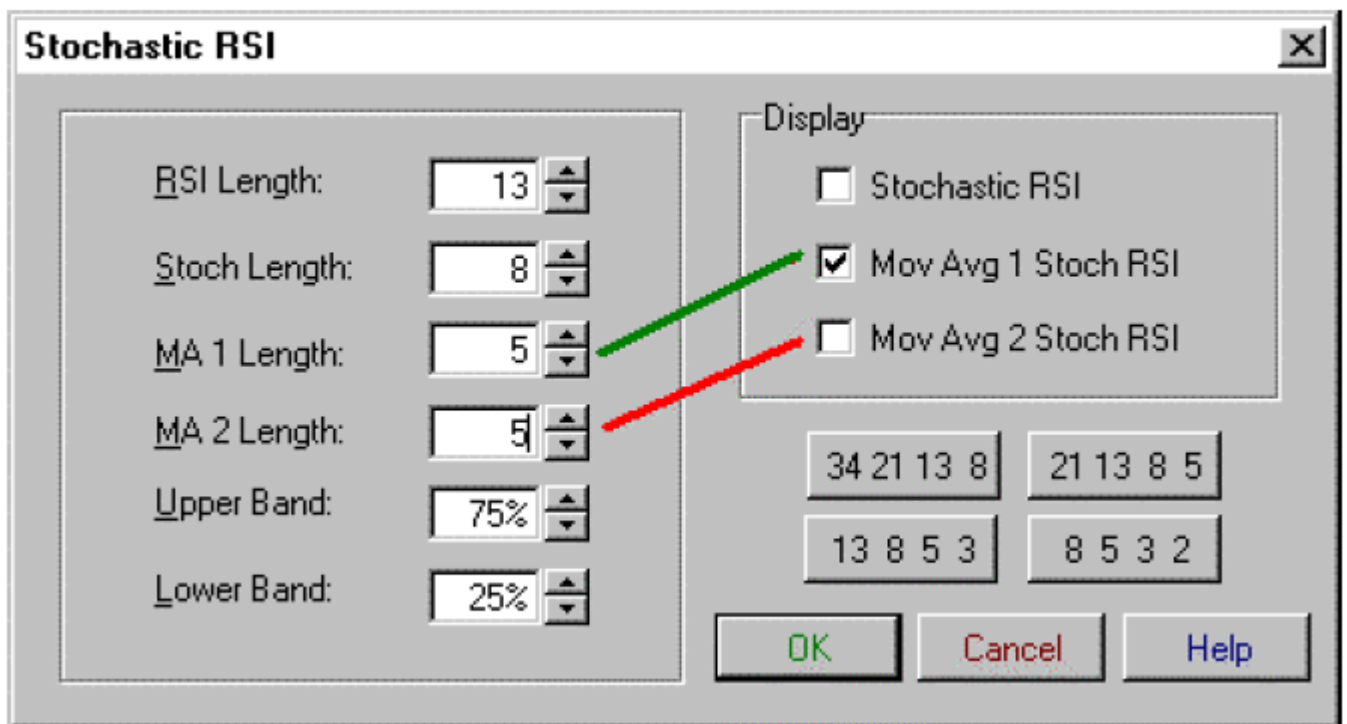 Stochastic RSI
RSI Length: 13
Stoch Length: 8
MA 1 Length: 5
MA 2 Length: 5
Upper Band: 75%
Lower Band: 25%
Display
Stochastic RSI
Mov Avg 1 Stoch RSI
Mov Avg 2 Stoch RSI
34 21 13 8
21 13 8 5
13 8 5 3
8 5 3 2
OK
Cancel
Help